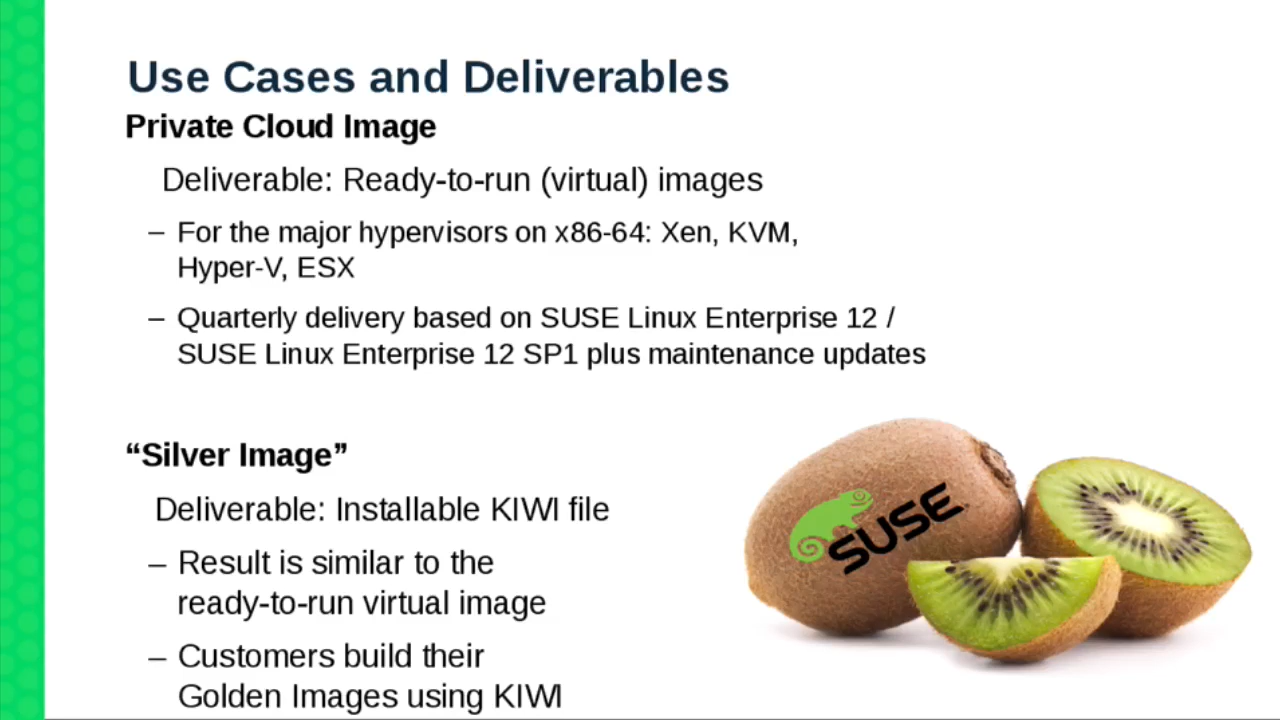 Use Cases and Deliverables
Private Cloud Image
Deliverable: Ready-to-run (virtual) images
– For the major hypervisors on x86-64: Xen, KVM,
Hyper-V, ESX
– Quarterly delivery based on SUSE Linux Enterprise 12 /
SUSE Linux Enterprise 12 SP1 plus maintenance updates
“Silver Image”
Deliverable: Installable KIWI file
– Result is similar to the
ready-to-run virtual image
– Customers build their
Golden Images using KIWI
SUSE